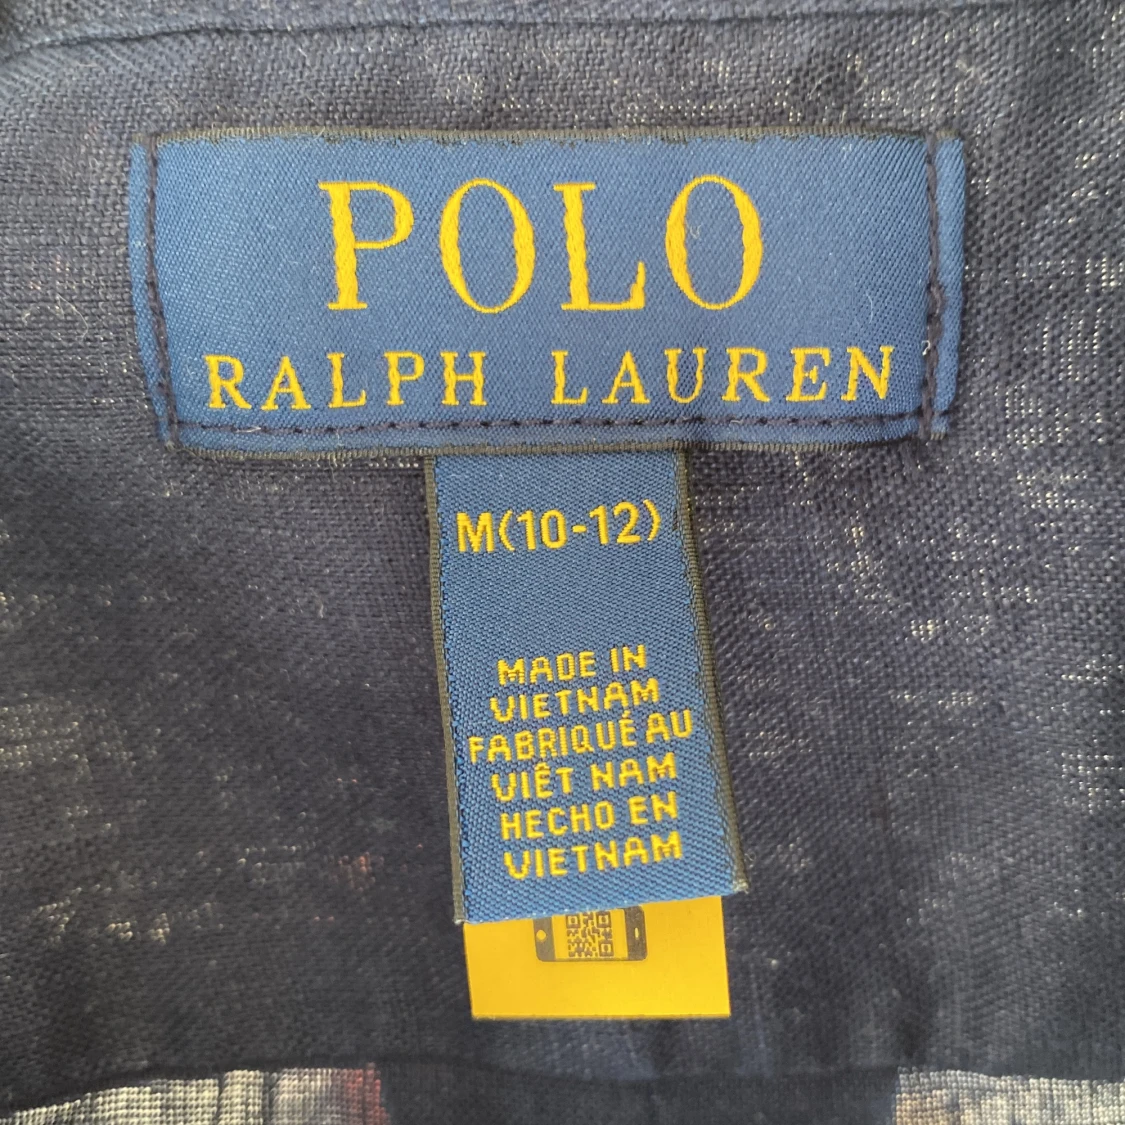 POLO
RALPH LAUREN
M(10-12)
MADE IN
VIETNAM
FABRIQUÉ AU
VIÊT NAM
HECHO EN
VIETNAM